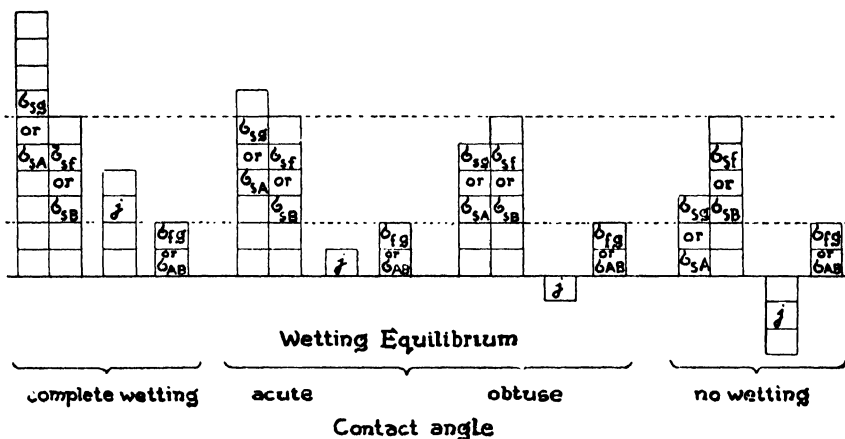 σsg
or
σsA
σsf
or
σsB
j
σfg
or
σAB
σsg
or
σsA
σsf
or
σsB
j
σfg
or
σAB
σsg
or
σsA
σsf
or
σsB
j
σfg
or
σAB
σsg
or
σsA
σsf
or
σsB
j
σfg
or
σAB
Wetting Equilibrium
complete wetting acute obtuse no wetting
Contact angle